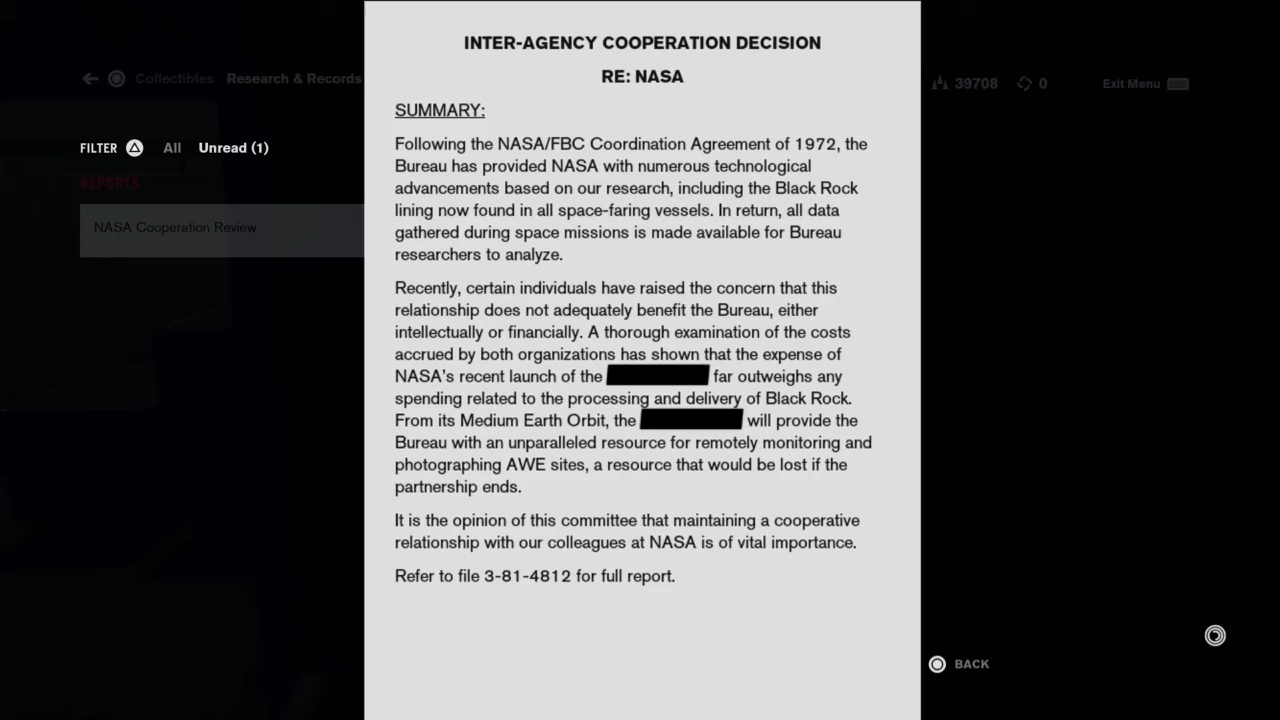 INTER-AGENCY COOPERATION DECISION
RE: NASA
Collectibles Research & Records
39708 0 Exit Menu
SUMMARY:
FILTER All Unread (1)
Following the NASA/FBC Coordination Agreement of 1972, the
Bureau has provided NASA with numerous technological
REPORTS
advancements based on our research, including the Black Rock
lining now found in all space-faring vessels. In return, all data
NASA Cooperation Review
gathered during space missions is made available for Bureau
researchers to analyze.
Recently, certain individuals have raised the concern that this
relationship does not adequately benefit the Bureau, either
intellectually or financially. A thorough examination of the costs
accrued by both organizations has shown that the expense of
NASA's recent launch of the far outweighs any
spending related to the processing and delivery of Black Rock.
From its Medium Earth Orbit, the will provide the
Bureau with an unparalleled resource for remotely monitoring and
photographing AWE sites, a resource that would be lost if the
partnership ends.
It is the opinion of this committee that maintaining a cooperative
relationship with our colleagues at NASA is of vital importance.
Refer to file 3-81-4812 for full report.
BACK